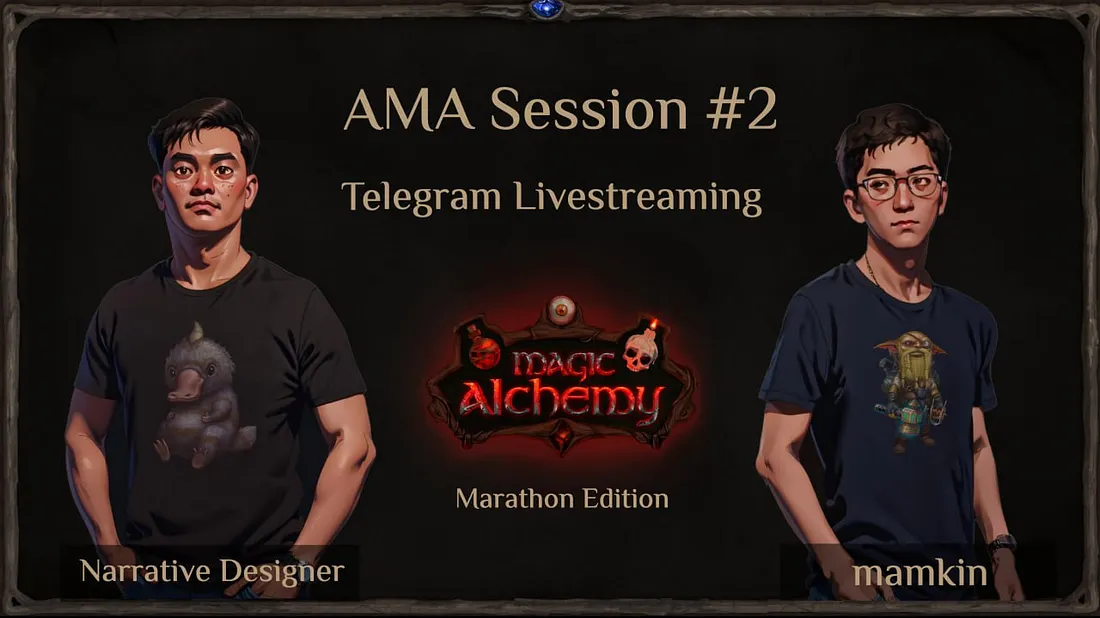 AMA Session #2
Telegram Livestreaming
MAGIC
Alchemy
Marathon Edition
Narrative Designer
mamkin